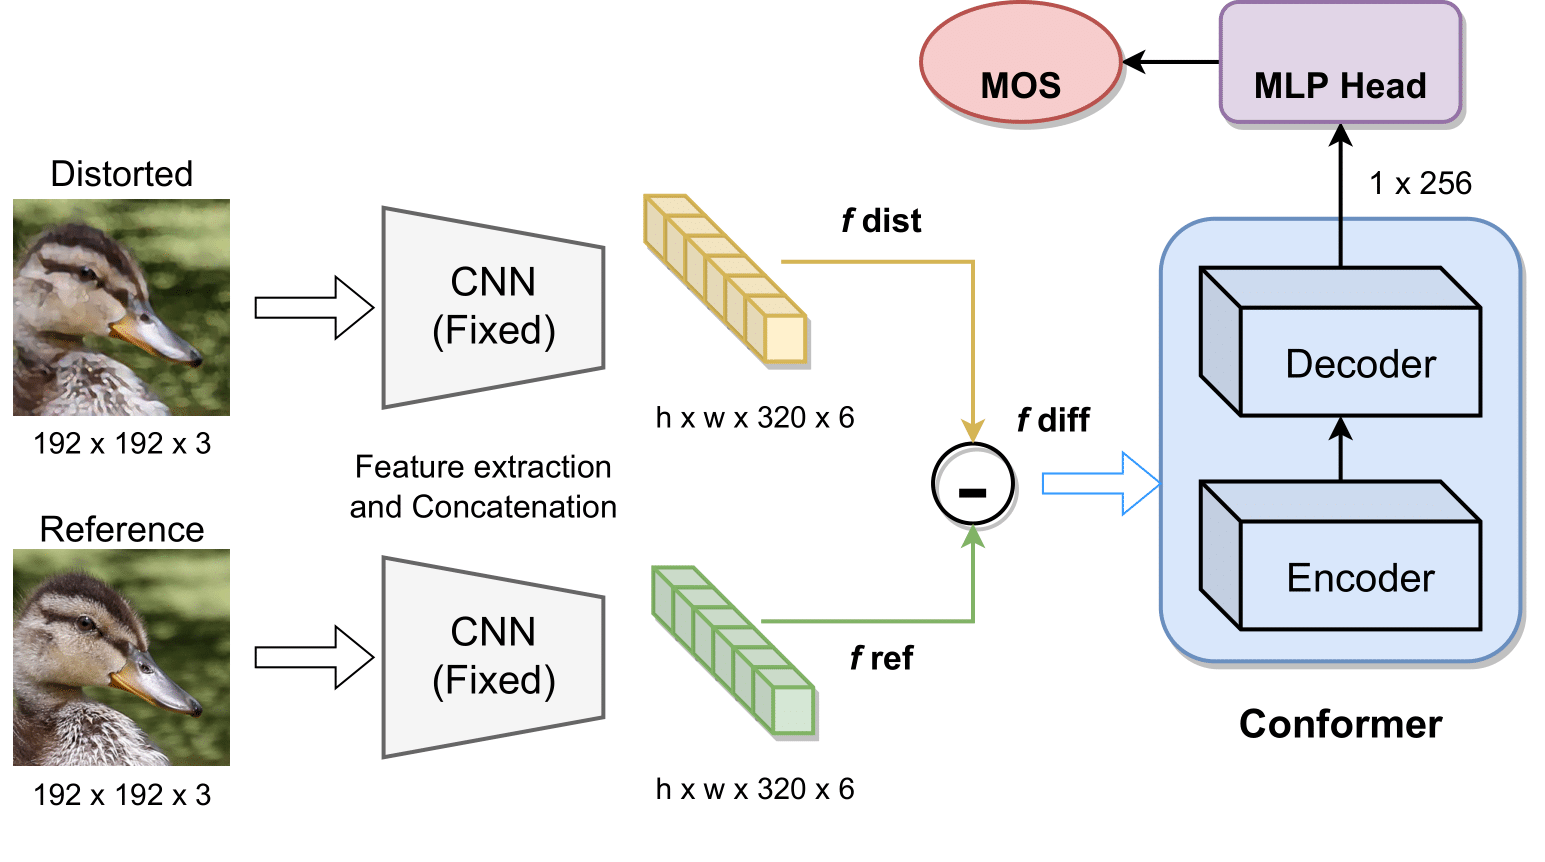 MOS
MLP Head
1 x 256
Distorted
192 x 192 x 3
CNN
(Fixed)
f dist
h x w x 320 x 6
Feature extraction
and Concatenation
f diff
-
Decoder
Encoder
Conformer
Reference
192 x 192 x 3
CNN
(Fixed)
f ref
h x w x 320 x 6